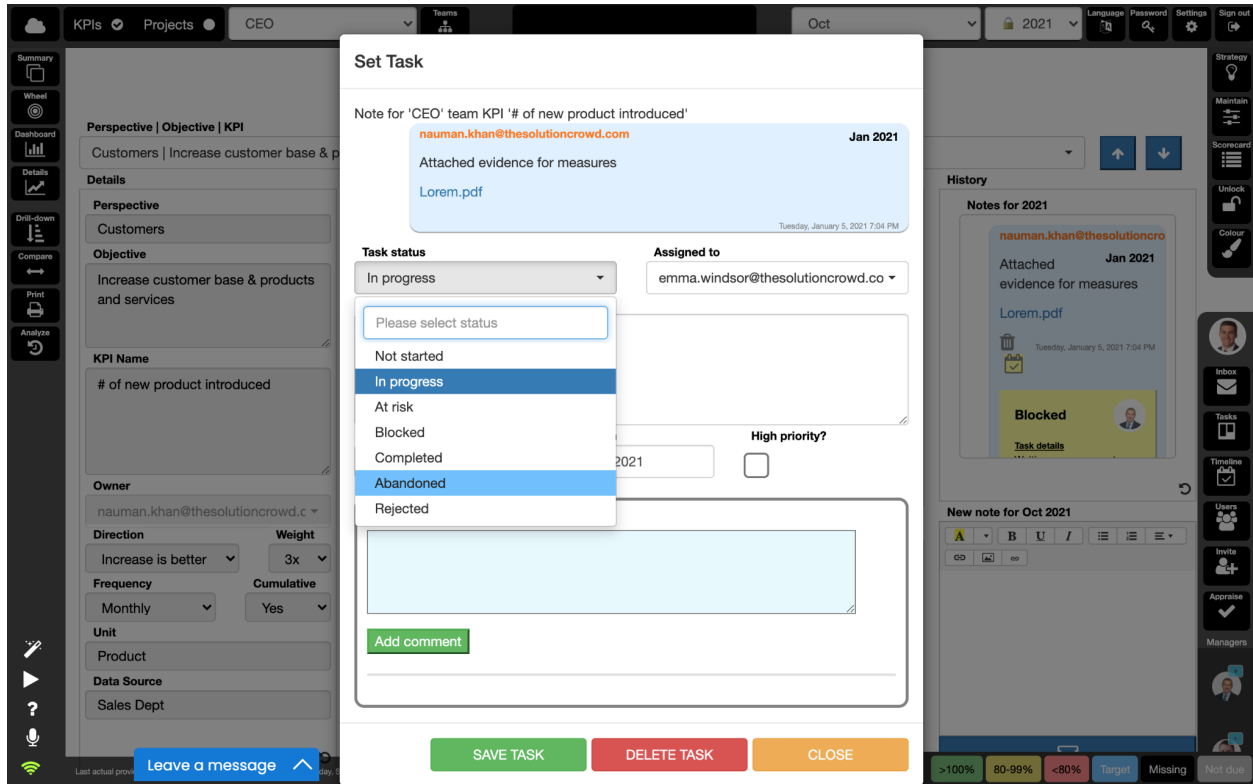 KPIs
Projects
CEO
Teams
Oct
2021
Language
Password
Settings
Sign out
Summary
Wheel
Dashboard
Details
Drill-down
Compare
Print
Analyze
Perspective | Objective | KPI
Customers | Increase customer base & p
Details
Perspective
Customers
Objective
Increase customer base & products
and services
KPI Name
# of new product introduced
Owner
nauman.khan@thesolutioncrowd.c
Direction
Weight
Increase is better
3x
Frequency
Cumulative
Monthly
Yes
Unit
Product
Data Source
Sales Dept
Last actual provi
day, S
Leave a message
Set Task
Note for 'CEO' team KPI '# of new product introduced'
nauman.khan@thesolutioncrowd.com
Jan 2021
Attached evidence for measures
Lorem.pdf
Tuesday, January 5, 2021 7:04 PM
Task status
Assigned to
In progress
emma.windsor@thesolutioncrowd.co
Please select status
Not started
In progress
At risk
Blocked
Completed
Abandoned
Rejected
2021
High priority?
Add comment
SAVE TASK
DELETE TASK
CLOSE
History
Notes for 2021
nauman.khan@thesolutioncro
Attached
Jan 2021
evidence for measures
Lorem.pdf
Tuesday, January 5, 2021 7:04 PM
Blocked
Task details
New note for Oct 2021
A
B U I
>100%
80-99%
<80%
Target
Missing
Not due
Strategy
Maintain
Scorecard
Unlock
Colour
Inbox
Tasks
Timeline
Users
Invite
Appraise
Managers